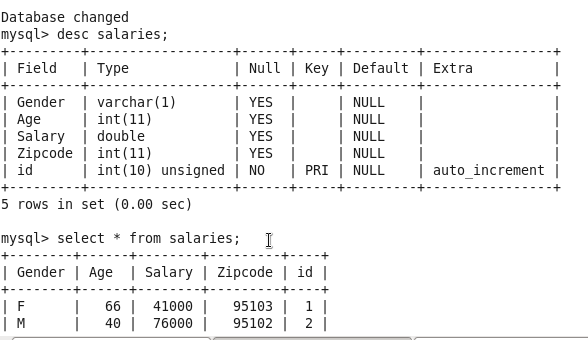 Database changed
mysql> desc salaries;
+---------+------------------+------+-----+---------+----------------+
| Field   | Type             | Null | Key | Default | Extra          |
+---------+------------------+------+-----+---------+----------------+
| Gender  | varchar(1)       | YES  |     | NULL    |                |
| Age     | int(11)          | YES  |     | NULL    |                |
| Salary  | double           | YES  |     | NULL    |                |
| Zipcode | int(11)          | YES  |     | NULL    |                |
| id      | int(10) unsigned | NO   | PRI | NULL    | auto_increment |
+---------+------------------+------+-----+---------+----------------+
5 rows in set (0.00 sec)
mysql> select * from salaries;
+--------+------+--------+---------+----+
| Gender | Age  | Salary | Zipcode | id |
+--------+------+--------+---------+----+
| F      |   66 |  41000 |   95103 |  1 |
| M      |   40 |  76000 |   95102 |  2 |